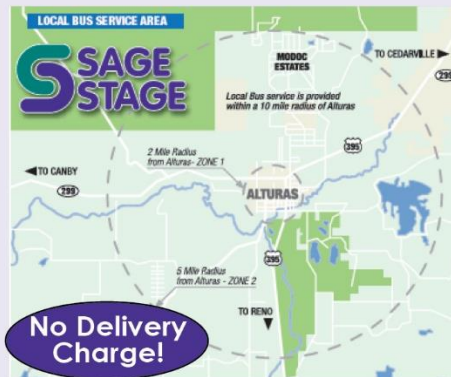 LOCAL BUS SERVICE AREA
SAGE
STAGE
MODOC
ESTATES
TO CEDARVILLE
299
Local Bus service is provided
within a 10 mile radius of Alturas
395
2 Mile Radius
from Alturas- ZONE 1
TO CANBY
299
ALTURAS
395
5 Mile Radius
from Alturas - ZONE 2
TO RENO
No Delivery
Charge!